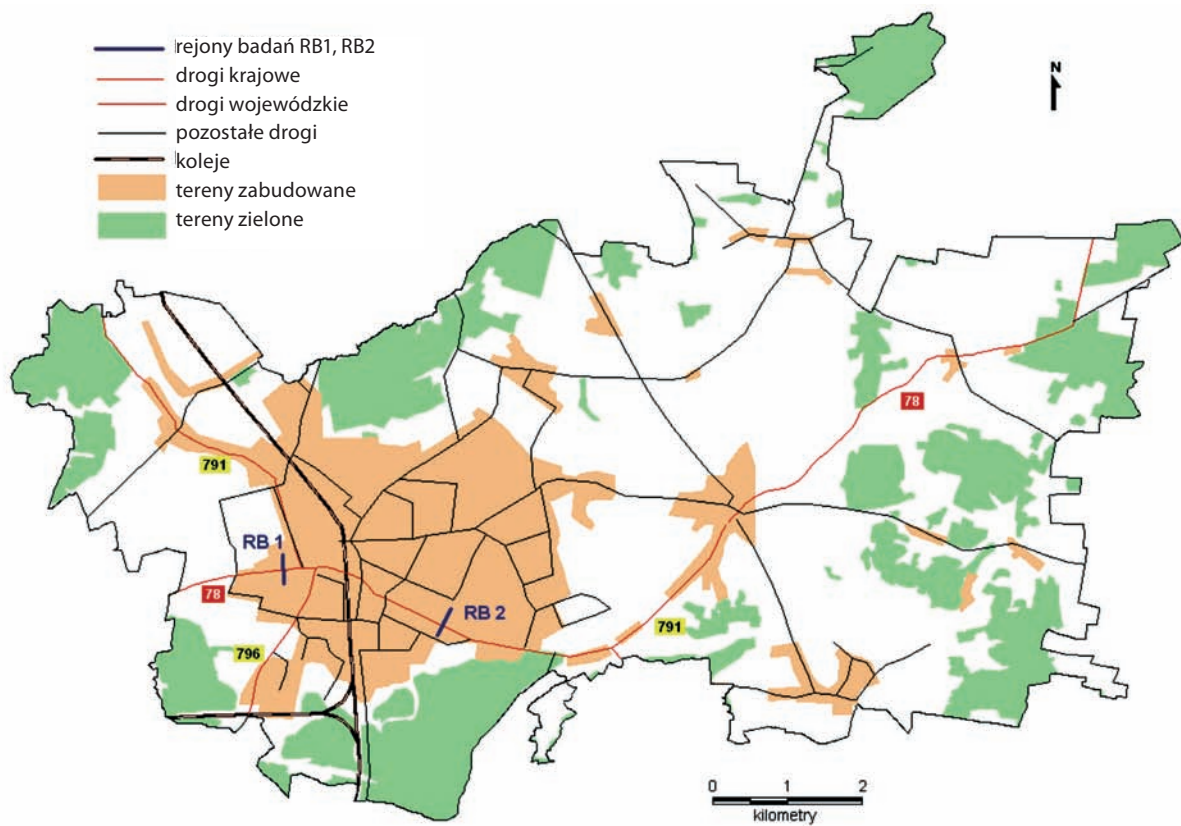 rejony badań RB1, RB2
drogi krajowe
drogi wojewódzkie
pozostałe drogi
koleje
tereny zabudowane
tereny zielone
N
78
791
RB 1
78
RB 2
791
796
0 1 2
kilometry